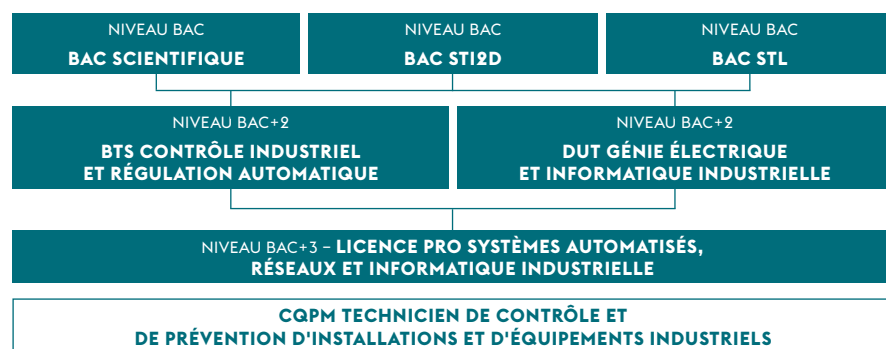 NIVEAU BAC
BAC SCIENTIFIQUE
NIVEAU BAC
BAC STI2D
NIVEAU BAC
BAC STL
NIVEAU BAC+2
BTS CONTRÔLE INDUSTRIEL
ET RÉGULATION AUTOMATIQUE
NIVEAU BAC+2
DUT GÉNIE ÉLECTRIQUE
ET INFORMATIQUE INDUSTRIELLE
NIVEAU BAC+3 – LICENCE PRO SYSTÈMES AUTOMATISÉS,
RÉSEAUX ET INFORMATIQUE INDUSTRIELLE
CQPM TECHNICIEN DE CONTRÔLE ET
DE PRÉVENTION D'INSTALLATIONS ET D'ÉQUIPEMENTS INDUSTRIELS